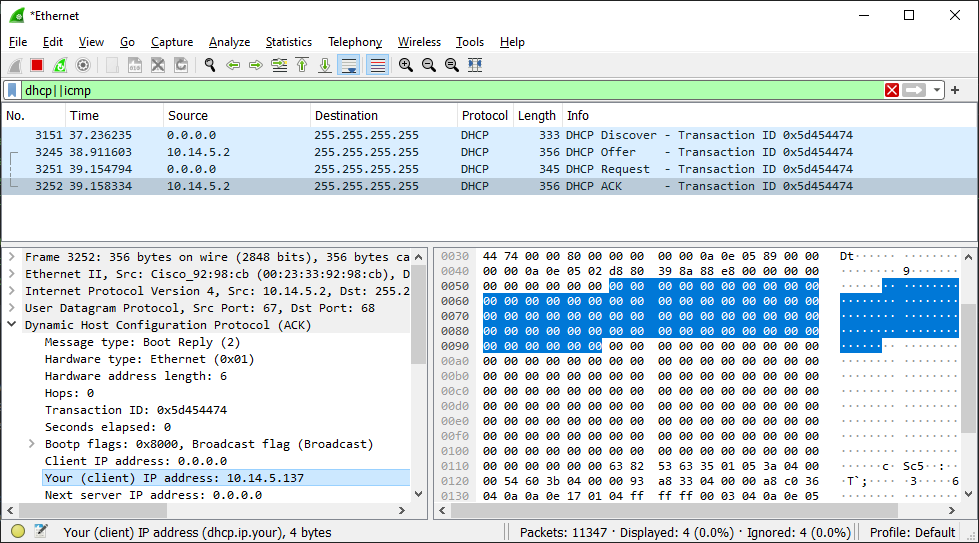 *Ethernet
File Edit View Go Capture Analyze Statistics Telephony Wireless Tools Help
dhcp||icmp
No. Time Source Destination Protocol Length Info
3151 37.236235 0.0.0.0 255.255.255.255 DHCP 333 DHCP Discover - Transaction ID 0x5d454474
3245 38.911603 10.14.5.2 255.255.255.255 DHCP 356 DHCP Offer - Transaction ID 0x5d454474
3251 39.154794 0.0.0.0 255.255.255.255 DHCP 345 DHCP Request - Transaction ID 0x5d454474
3252 39.158334 10.14.5.2 255.255.255.255 DHCP 356 DHCP ACK - Transaction ID 0x5d454474
Frame 3252: 356 bytes on wire (2848 bits), 356 bytes ca
Ethernet II, Src: Cisco_92:98:cb (00:23:33:92:98:cb), D
Internet Protocol Version 4, Src: 10.14.5.2, Dst: 255.2
User Datagram Protocol, Src Port: 67, Dst Port: 68
Dynamic Host Configuration Protocol (ACK)
Message type: Boot Reply (2)
Hardware type: Ethernet (0x01)
Hardware address length: 6
Hops: 0
Transaction ID: 0x5d454474
Seconds elapsed: 0
Bootp flags: 0x8000, Broadcast flag (Broadcast)
Client IP address: 0.0.0.0
Your (client) IP address: 10.14.5.137
Next server IP address: 0.0.0.0
0030 44 74 00 00 80 00 00 00 00 00 0a 0e 05 89 00 00 Dt······ ········
0040 00 00 0a 0e 05 02 d8 80 39 8a 88 e8 00 00 00 00 ········ 9·······
0050 00 00 00 00 00 00 00 00 00 00 00 00 00 00 00 00 ········ ········
0060 00 00 00 00 00 00 00 00 00 00 00 00 00 00 00 00 ········ ········
0070 00 00 00 00 00 00 00 00 00 00 00 00 00 00 00 00 ········ ········
0080 00 00 00 00 00 00 00 00 00 00 00 00 00 00 00 00 ········ ········
0090 00 00 00 00 00 00 00 00 00 00 00 00 00 00 00 00 ········ ········
00a0 00 00 00 00 00 00 00 00 00 00 00 00 00 00 00 00 ········ ········
00b0 00 00 00 00 00 00 00 00 00 00 00 00 00 00 00 00 ········ ········
00c0 00 00 00 00 00 00 00 00 00 00 00 00 00 00 00 00 ········ ········
00d0 00 00 00 00 00 00 00 00 00 00 00 00 00 00 00 00 ········ ········
00e0 00 00 00 00 00 00 00 00 00 00 00 00 00 00 00 00 ········ ········
00f0 00 00 00 00 00 00 00 00 00 00 00 00 00 00 00 00 ········ ········
0100 00 00 00 00 00 00 00 00 00 00 00 00 00 00 00 00 ········ ········
0110 00 00 00 00 00 00 63 82 53 63 35 01 05 3a 04 00 ······c· Sc5··:··
0120 00 54 60 3b 04 00 00 93 a8 33 04 00 00 a8 c0 36 ·T`;···· ·3·····6
0130 04 0a 0e 17 01 04 ff ff ff 00 03 04 0a 0e 05
Your (client) IP address (dhcp.ip.your), 4 bytes
Packets: 11347 · Displayed: 4 (0.0%) · Ignored: 4 (0.0%)
Profile: Default